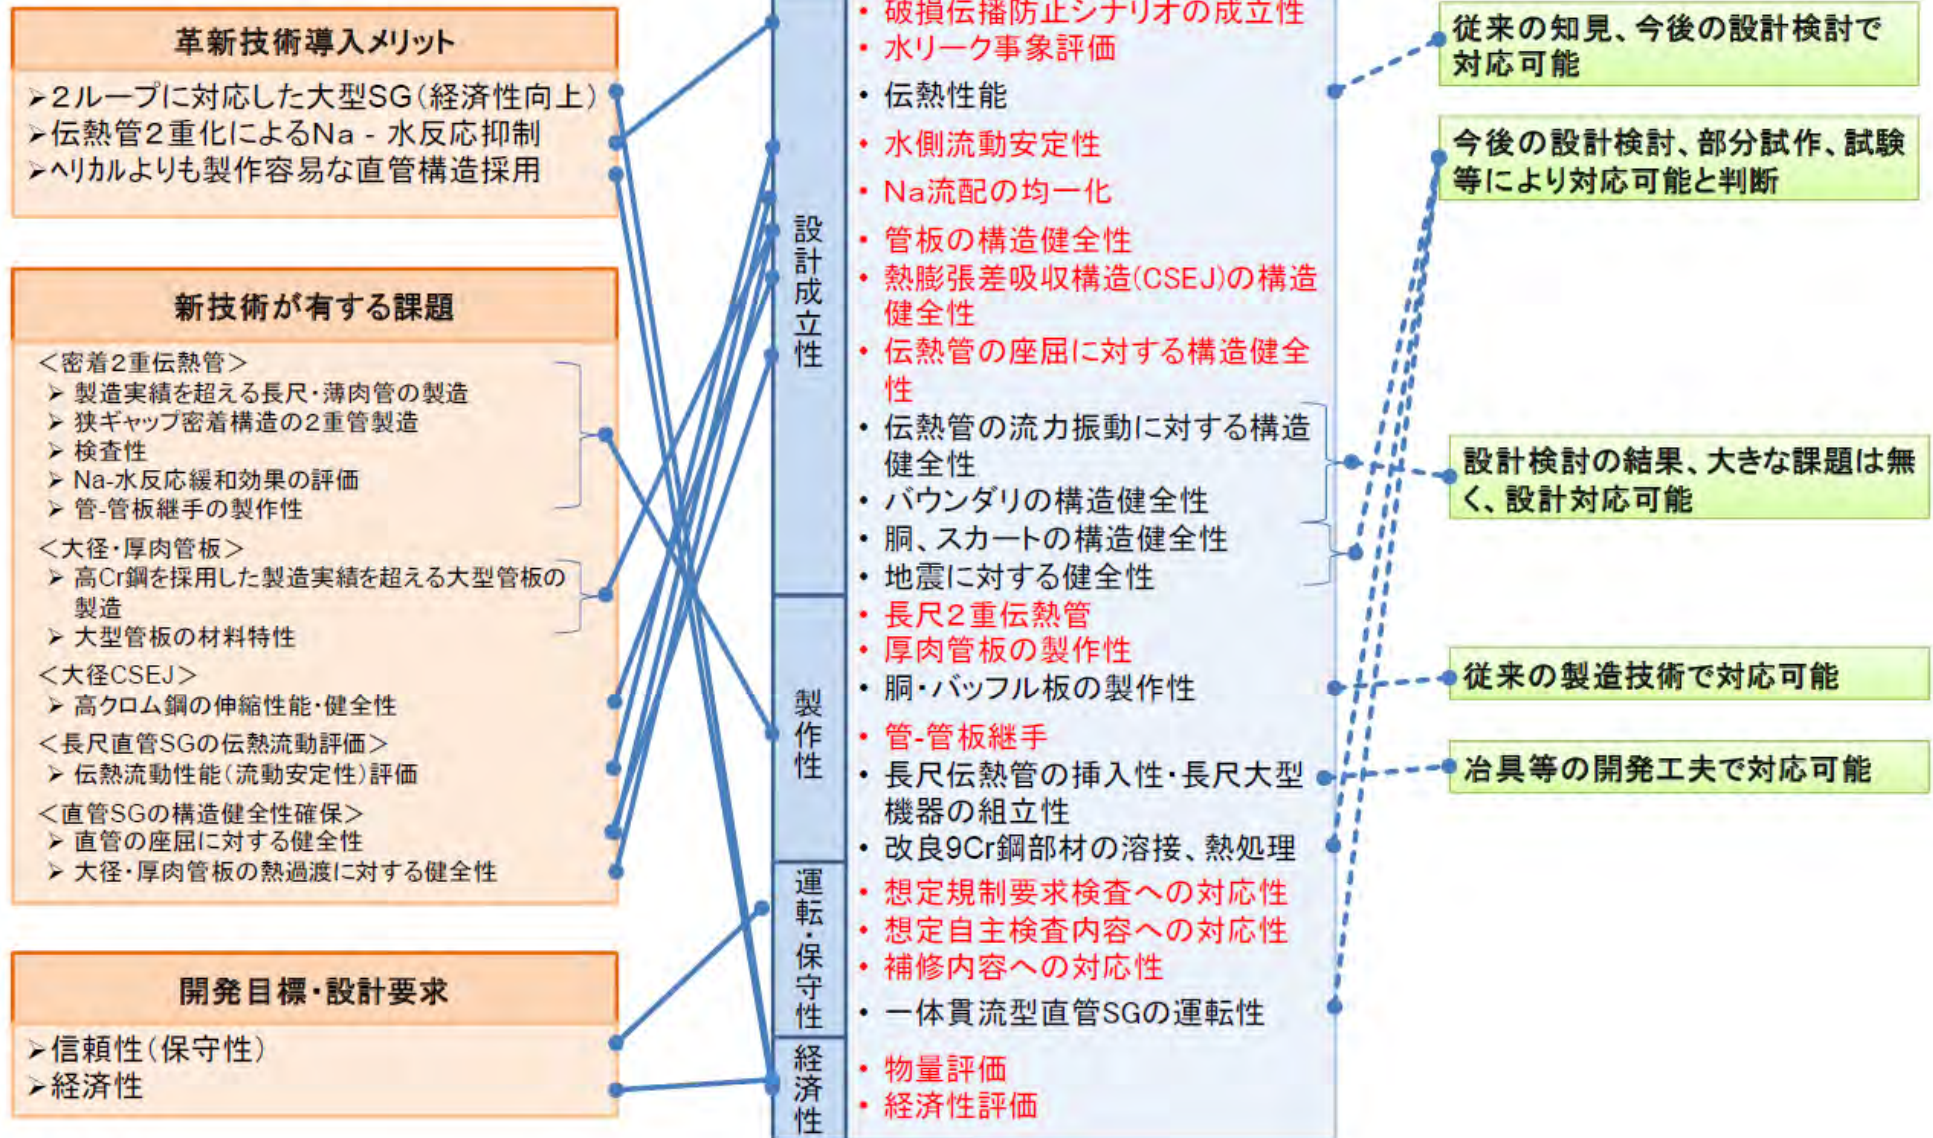 革新技術導入メリット
➢2ループに対応した大型SG(経済性向上)
➢伝熱管2重化によるNa - 水反応抑制
➢ヘリカルよりも製作容易な直管構造採用
新技術が有する課題
<密着2重伝熱管>
➢ 製造実績を超える長尺・薄肉管の製造
➢ 狭ギャップ密着構造の2重管製造
➢ 検査性
➢ Na-水反応緩和効果の評価
➢ 管-管板継手の製作性
<大径・厚肉管板>
➢ 高Cr鋼を採用した製造実績を超える大型管板の
製造
➢ 大型管板の材料特性
<大径CSEJ>
➢ 高クロム鋼の伸縮性能・健全性
<長尺直管SGの伝熱流動評価>
➢ 伝熱流動性能(流動安定性)評価
<直管SGの構造健全性確保>
➢ 直管の座屈に対する健全性
➢ 大径・厚肉管板の熱過渡に対する健全性
開発目標・設計要求
➢信頼性(保守性)
➢経済性
設計成立性
・破損伝播防止シナリオの成立性
・水リーク事象評価
・伝熱性能
・水側流動安定性
・Na流配の均一化
・管板の構造健全性
・熱膨張差吸収構造(CSEJ)の構造
健全性
・伝熱管の座屈に対する構造健全
性
・伝熱管の流力振動に対する構造
健全性
・バウンダリの構造健全性
・胴、スカートの構造健全性
・地震に対する健全性
製作性
・長尺2重伝熱管
・厚肉管板の製作性
・胴・バッフル板の製作性
・管-管板継手
・長尺伝熱管の挿入性・長尺大型
機器の組立性
・改良9Cr鋼部材の溶接、熱処理
運転・保守性
・想定規制要求検査への対応性
・想定自主検査内容への対応性
・補修内容への対応性
・一体貫流型直管SGの運転性
経済性
・物量評価
・経済性評価
従来の知見、今後の設計検討で
対応可能
今後の設計検討、部分試作、試験
等により対応可能と判断
設計検討の結果、大きな課題は無
く、設計対応可能
従来の製造技術で対応可能
冶具等の開発工夫で対応可能